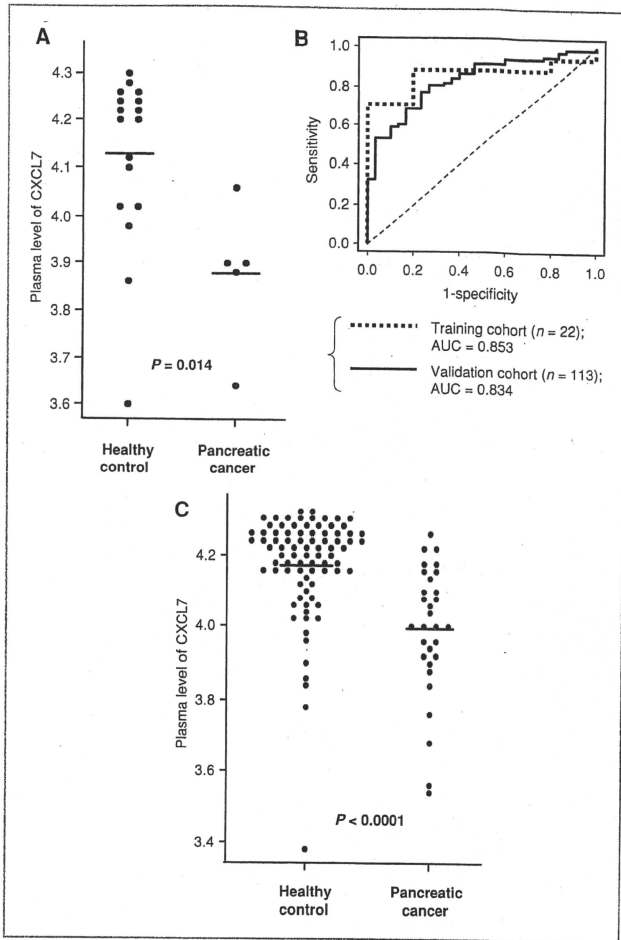 A
4.3
4.2
4.1
4.0
3.9
3.8
3.7
3.6
Plasma level of CXCL7
P = 0.014
Healthy
control
Pancreatic
cancer
B
1.0
0.8
0.6
0.4
0.2
0.0
Sensitivity
0.0 0.2 0.4 0.6 0.8 1.0
1-specificity
Training cohort (n = 22);
AUC = 0.853
Validation cohort (n = 113);
AUC = 0.834
C
4.2
4.0
3.8
3.6
3.4
Plasma level of CXCL7
P < 0.0001
Healthy
control
Pancreatic
cancer